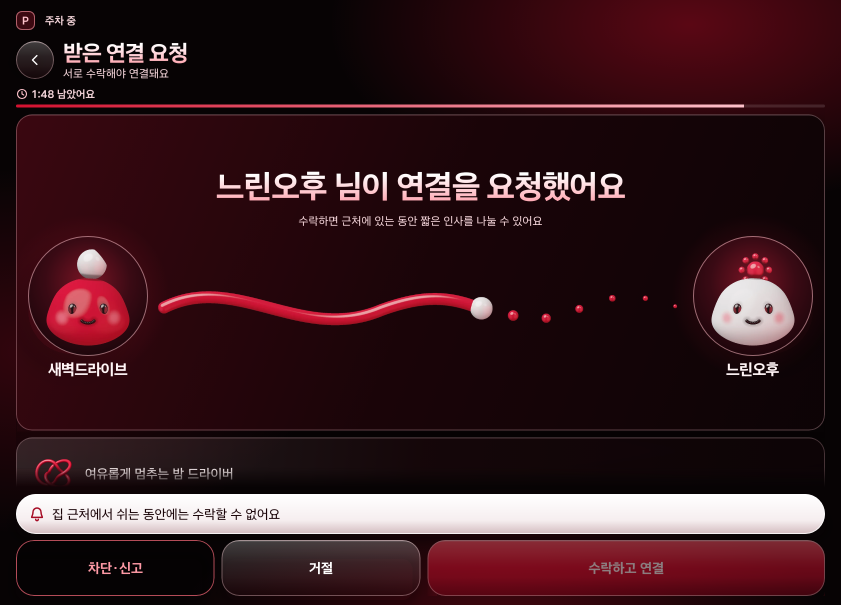 P 주차 중
받은 연결 요청
서로 수락해야 연결돼요
1:48 남았어요
느린오후 님이 연결을 요청했어요
수락하면 근처에 있는 동안 짧은 인사를 나눌 수 있어요
새벽드라이브
느린오후
여유롭게 멈추는 밤 드라이버
집 근처에서 쉬는 동안에는 수락할 수 없어요
차단·신고
거절
수락하고 연결